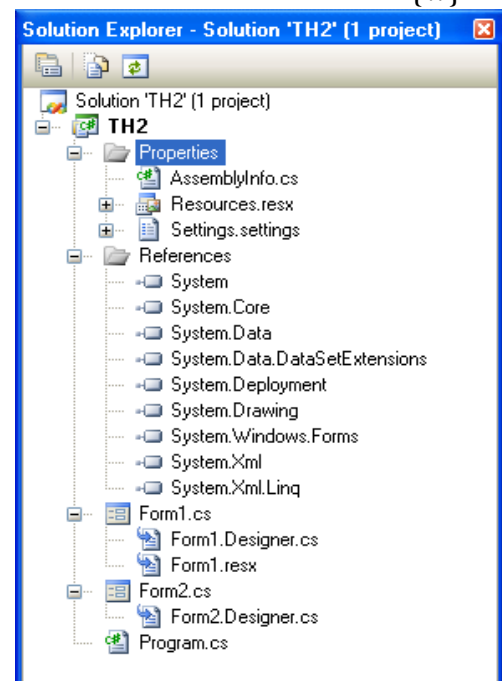 Solution Explorer - Solution 'TH2' (1 project)
Solution 'TH2' (1 project)
TH2
Properties
AssemblyInfo.cs
Resources.resx
Settings.settings
References
System
System.Core
System.Data
System.Data.DataSetExtensions
System.Deployment
System.Drawing
System.Windows.Forms
System.Xml
System.Xml.Linq
Form1.cs
Form1.Designer.cs
Form1.resx
Form2.cs
Form2.Designer.cs
Program.cs